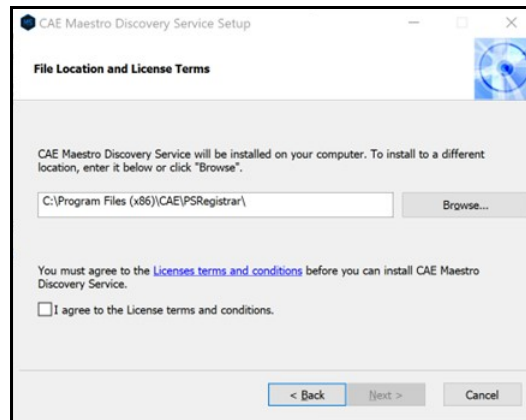 CAE Maestro Discovery Service Setup
File Location and License Terms
CAE Maestro Discovery Service will be installed on your computer. To install to a different
location, enter it below or click "Browse".
C:\Program Files (x86)\CAE\PSRegistrar\
Browse...
You must agree to the Licenses terms and conditions before you can install CAE Maestro
Discovery Service.
I agree to the License terms and conditions.
< Back
Next >
Cancel